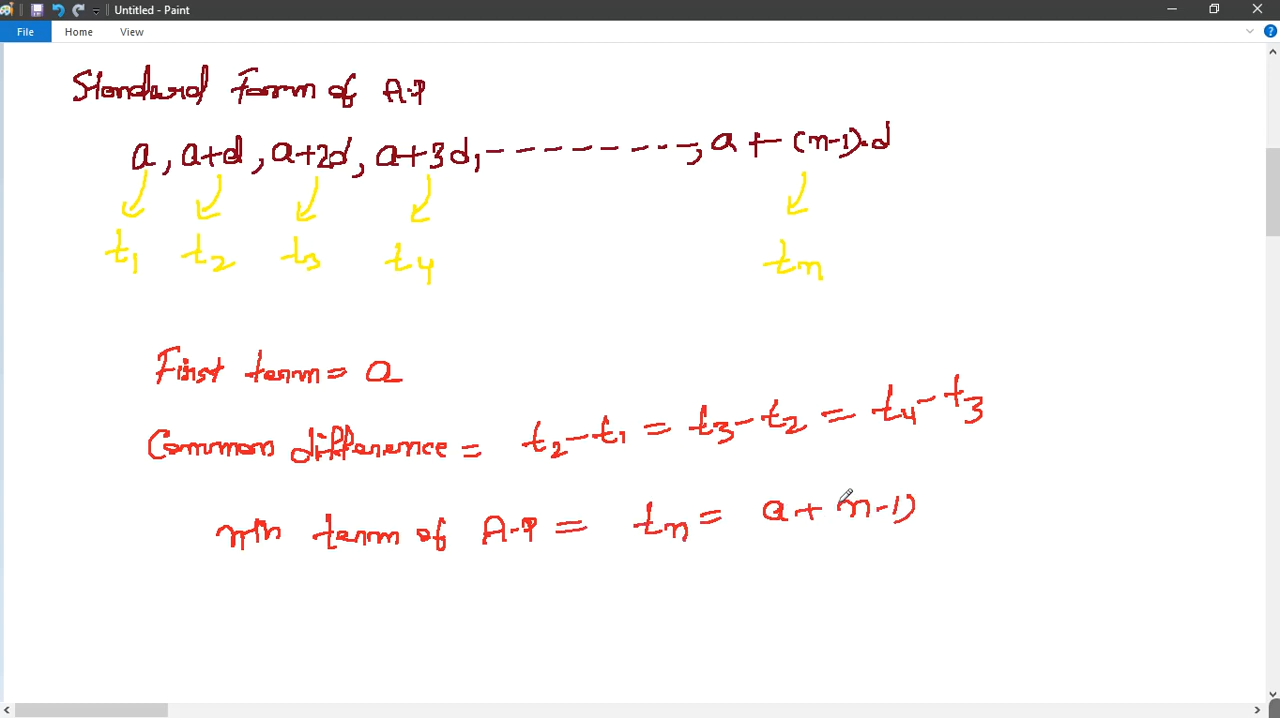 Untitled - Paint
File Home View
Standard Form of A.P
a, a+d, a+2d, a+3d, ---------, a + (n-1).d
t1 t2 t3 t4 tn
First term = a
Common difference = t2 - t1 = t3 - t2 = t4 - t3
nth term of A.P = tn = a + (n-1)